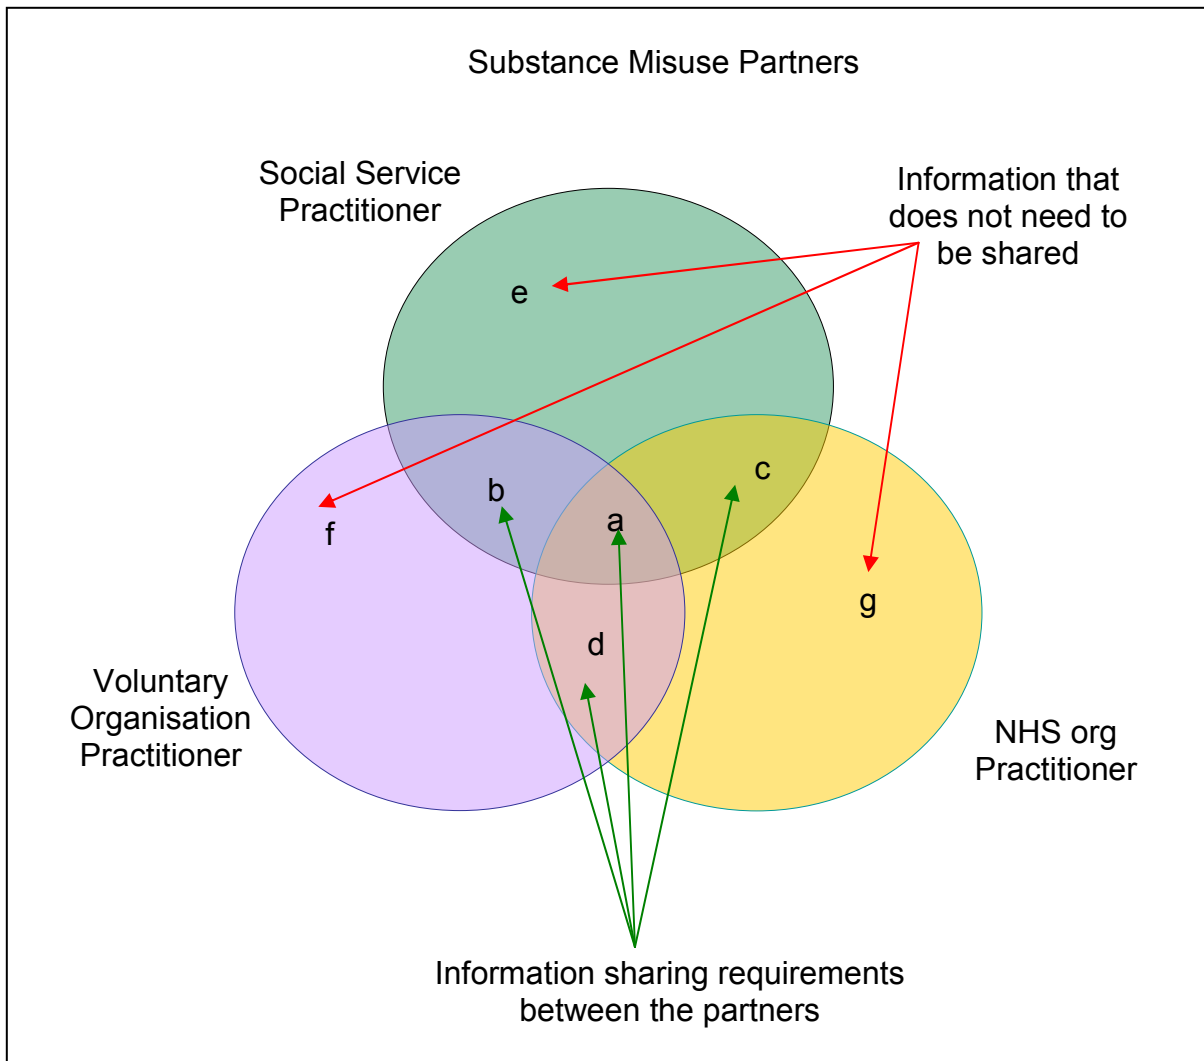 Substance Misuse Partners
Social Service
Practitioner
Information that
does not need to
be shared
e
c
b
a
f
g
d
Voluntary
Organisation
Practitioner
NHS org
Practitioner
Information sharing requirements
between the partners